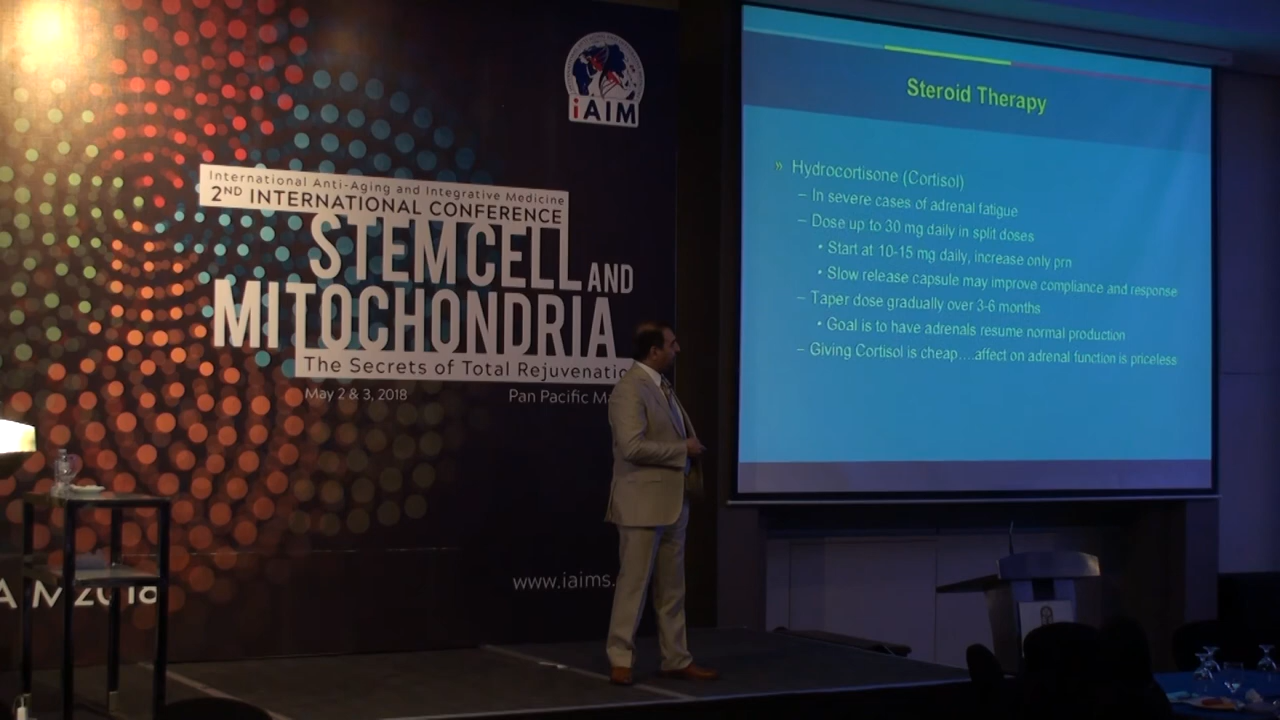 iAIM
International Anti-Aging and Integrative Medicine
2ND INTERNATIONAL CONFERENCE
STEMCELL AND
MITOCHONDRIA
The Secrets of Total Rejuvenatio
May 2 & 3, 2018
Pan Pacific Ma
www.iaims.
AIM2018
Steroid Therapy
» Hydrocortisone (Cortisol)
– In severe cases of adrenal fatigue
– Dose up to 30 mg daily in split doses
• Start at 10-15 mg daily, increase only prn
• Slow release capsule may improve compliance and response
– Taper dose gradually over 3-6 months
• Goal is to have adrenals resume normal production
– Giving Cortisol is cheap....affect on adrenal function is priceless